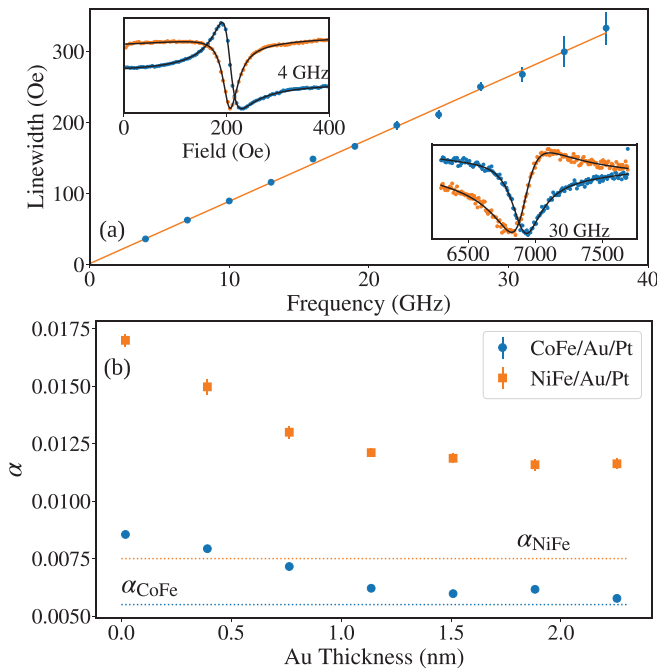 300
200
100
0
Linewidth (Oe)
4 GHz
0 200 400
Field (Oe)
(a)
30 GHz
6500 7000 7500
0 10 20 30 40
Frequency (GHz)
0.0175
0.0150
0.0125
0.0100
0.0075
0.0050
α
(b)
CoFe/Au/Pt
NiFe/Au/Pt
αNiFe
αCoFe
0.0 0.5 1.0 1.5 2.0
Au Thickness (nm)